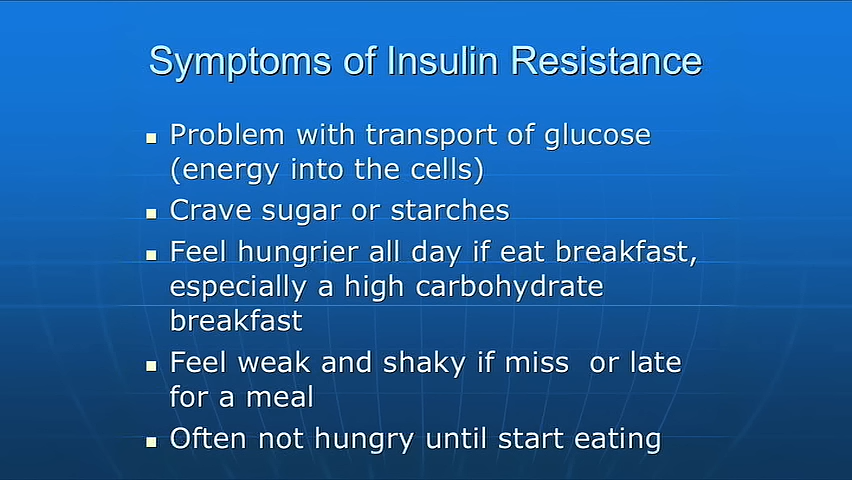 Symptoms of Insulin Resistance
Problem with transport of glucose
(energy into the cells)
Crave sugar or starches
Feel hungrier all day if eat breakfast,
especially a high carbohydrate
breakfast
Feel weak and shaky if miss  or late
for a meal
Often not hungry until start eating